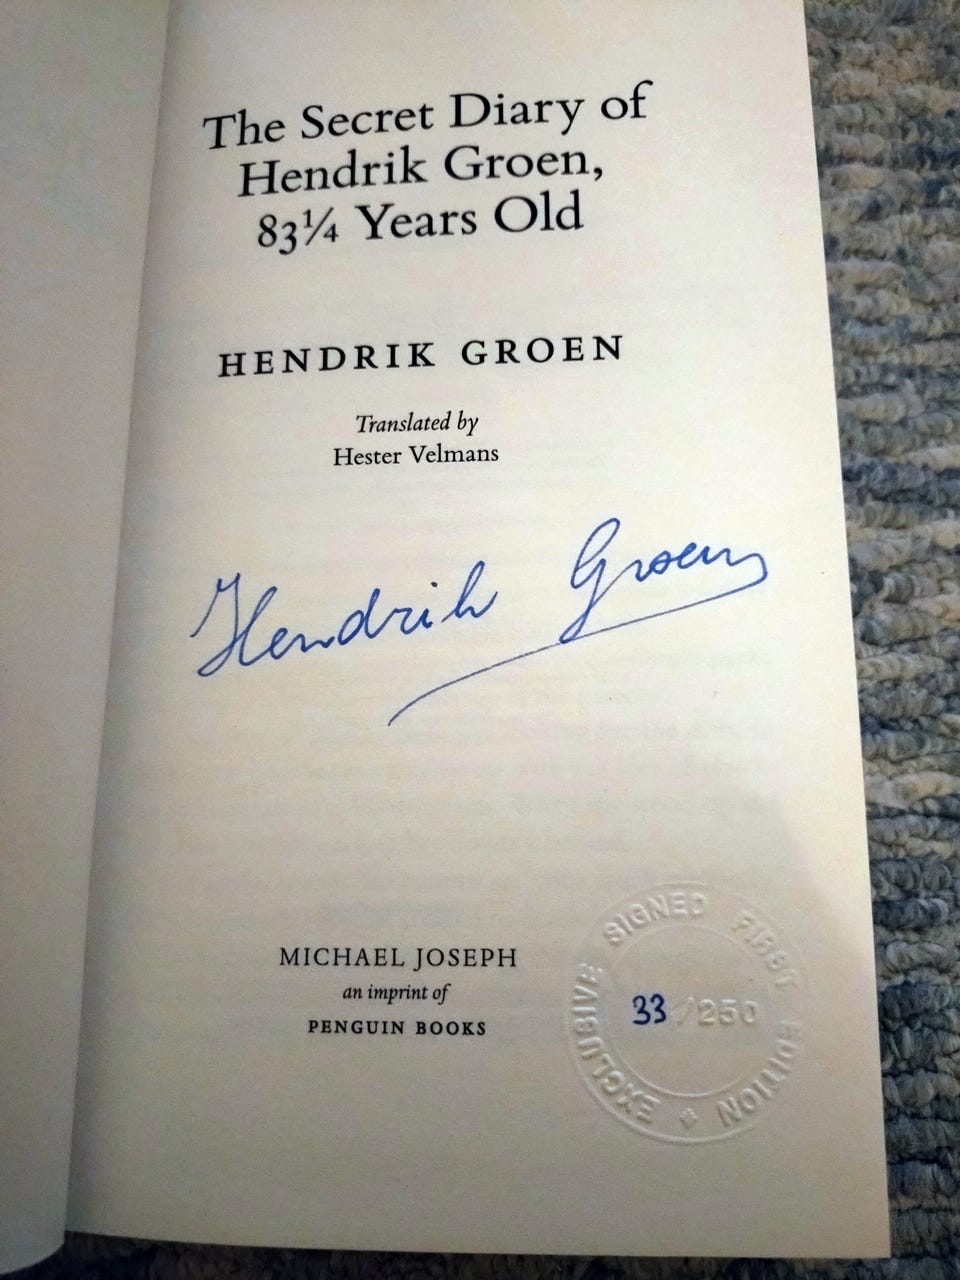 The Secret Diary of
Hendrik Groen,
83¼ Years Old
HENDRIK GROEN
Translated by
Hester Velmans
Hendrik Groen
MICHAEL JOSEPH
an imprint of
PENGUIN BOOKS
EXCLUSIVE SIGNED FIRST EDITION
33/250